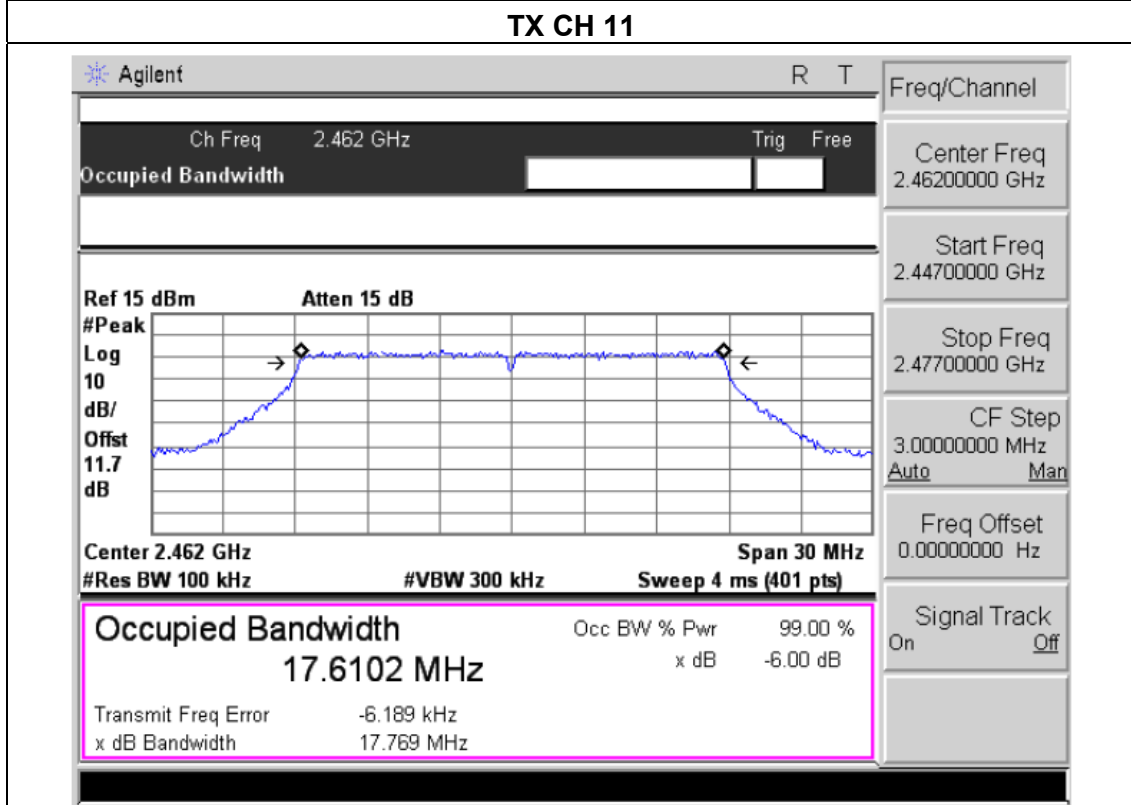 TX CH 11
Agilent R T
Freq/Channel
Ch Freq 2.462 GHz Trig Free
Occupied Bandwidth
Center Freq
2.46200000 GHz
Start Freq
2.44700000 GHz
Stop Freq
2.47700000 GHz
CF Step
3.00000000 MHz
Auto Man
Freq Offset
0.00000000 Hz
Signal Track
On Off
Ref 15 dBm Atten 15 dB
#Peak
Log
10
dB/
Offst
11.7
dB
Center 2.462 GHz Span 30 MHz
#Res BW 100 kHz #VBW 300 kHz Sweep 4 ms (401 pts)
Occupied Bandwidth Occ BW % Pwr 99.00 %
17.6102 MHz x dB -6.00 dB
Transmit Freq Error -6.189 kHz
x dB Bandwidth 17.769 MHz